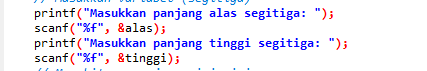 printf("Masukkan panjang alas segitiga: ");
scanf("%f", &alas);
printf("Masukkan panjang tinggi segitiga: ");
scanf("%f", &tinggi);